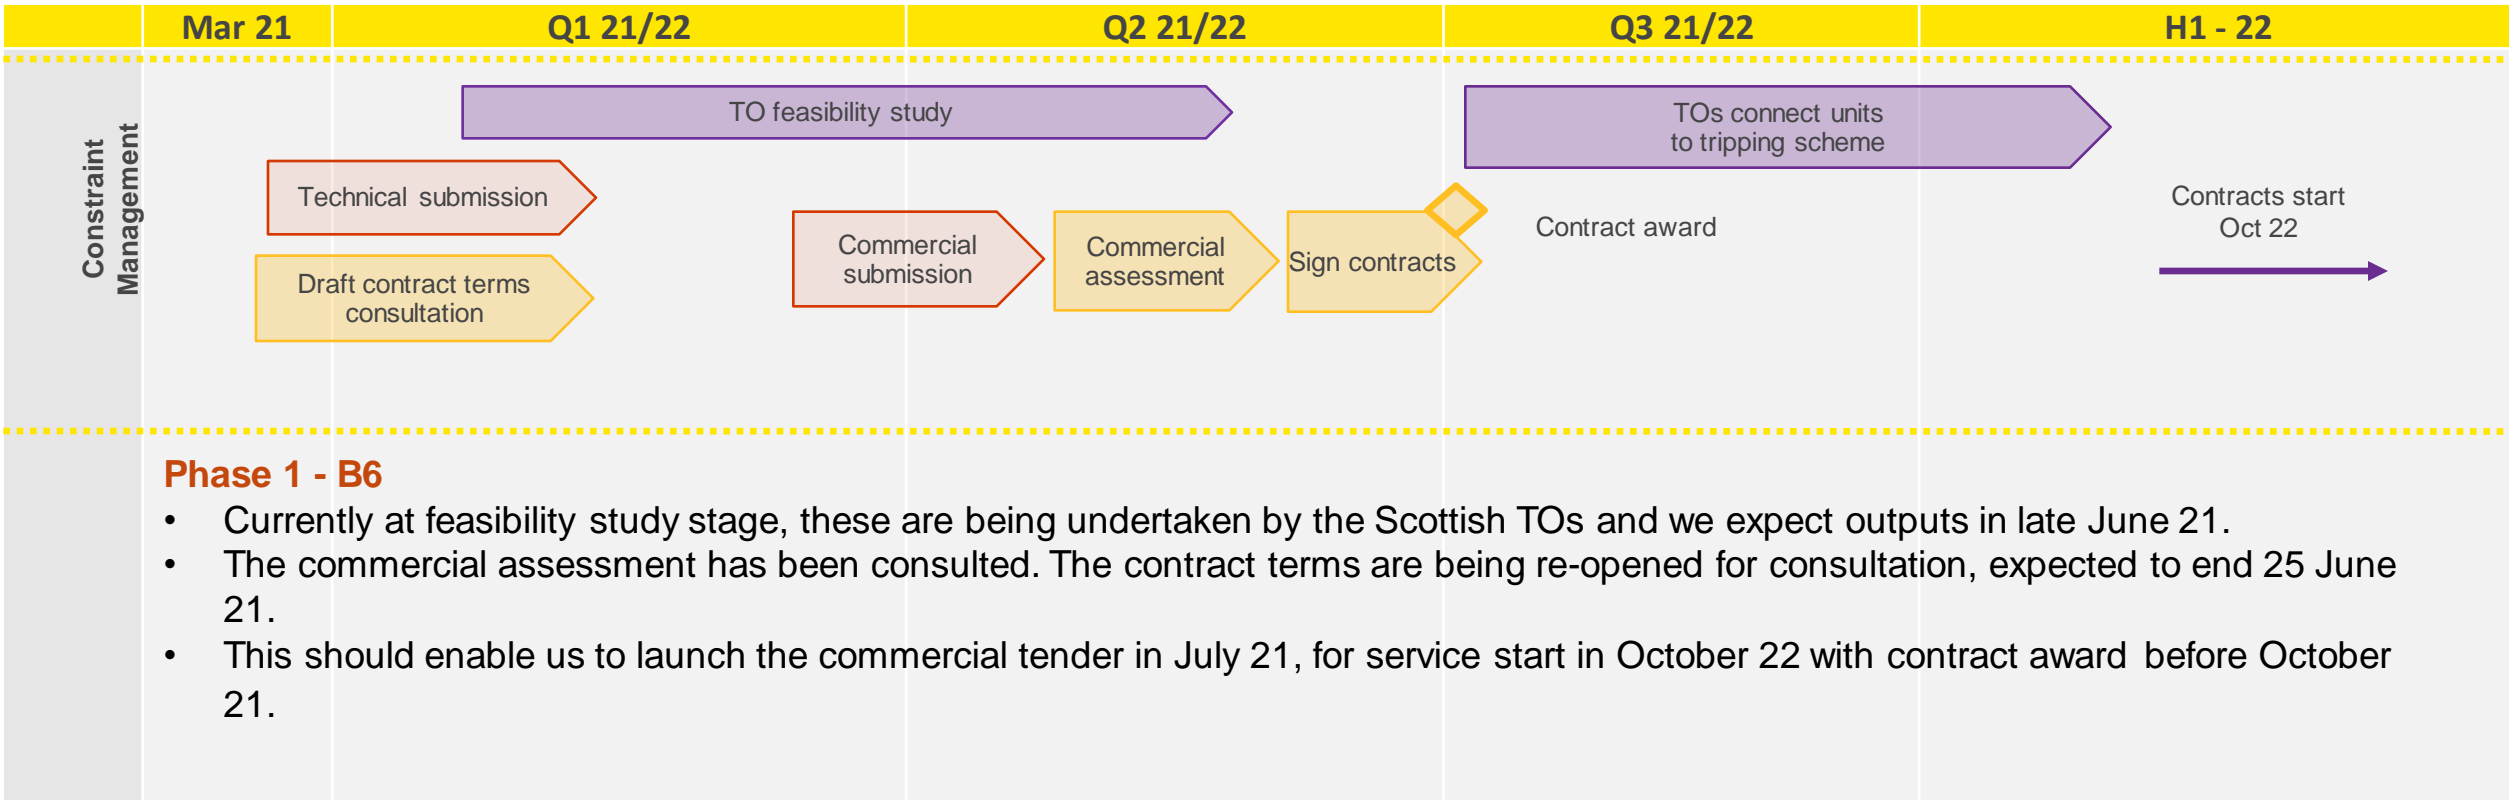 Mar 21
Q1 21/22
Q2 21/22
Q3 21/22
H1 - 22
Constraint
Management
TO feasibility study
TOs connect units
to tripping scheme
Technical submission
Draft contract terms
consultation
Commercial
submission
Commercial
assessment
Sign contracts
Contract award
Contracts start
Oct 22
Phase 1 - B6
• Currently at feasibility study stage, these are being undertaken by the Scottish TOs and we expect outputs in late June 21.
• The commercial assessment has been consulted. The contract terms are being re-opened for consultation, expected to end 25 June
21.
• This should enable us to launch the commercial tender in July 21, for service start in October 22 with contract award before October
21.